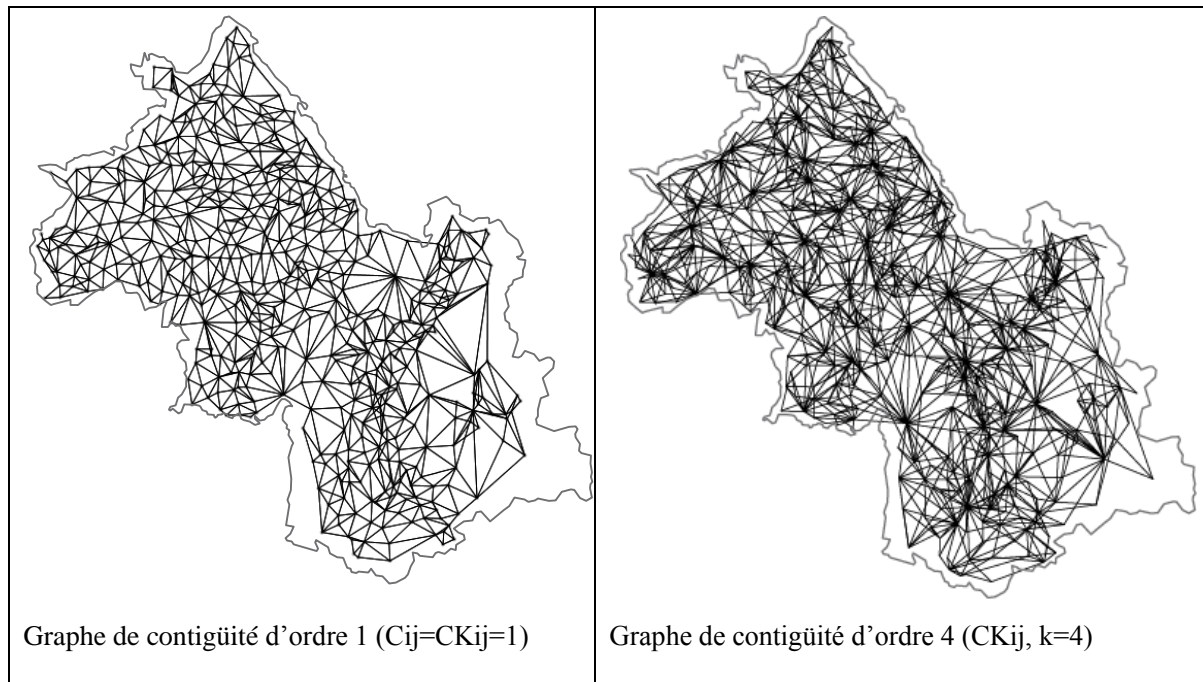 Graphe de contigüité d’ordre 1 (Cij=CKij=1)
Graphe de contigüité d’ordre 4 (CKij, k=4)